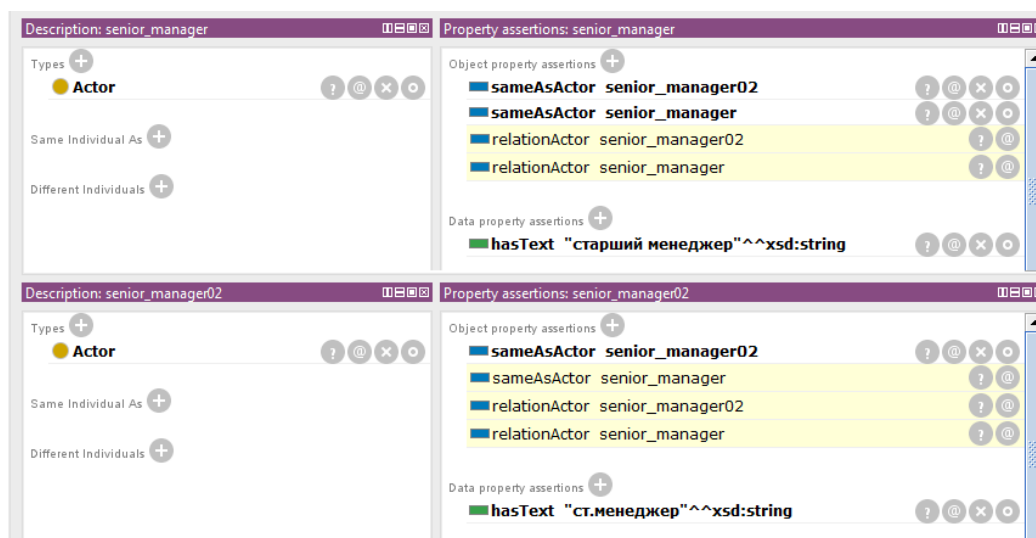 Description: senior_manager
Types
Actor
Same Individual As
Different Individuals
Property assertions: senior_manager
Object property assertions
sameAsActor senior_manager02
sameAsActor senior_manager
relationActor senior_manager02
relationActor senior_manager
Data property assertions
hasText "старший менеджер"^^xsd:string
Description: senior_manager02
Types
Actor
Same Individual As
Different Individuals
Property assertions: senior_manager02
Object property assertions
sameAsActor senior_manager02
sameAsActor senior_manager
relationActor senior_manager02
relationActor senior_manager
Data property assertions
hasText "ст.менеджер"^^xsd:string